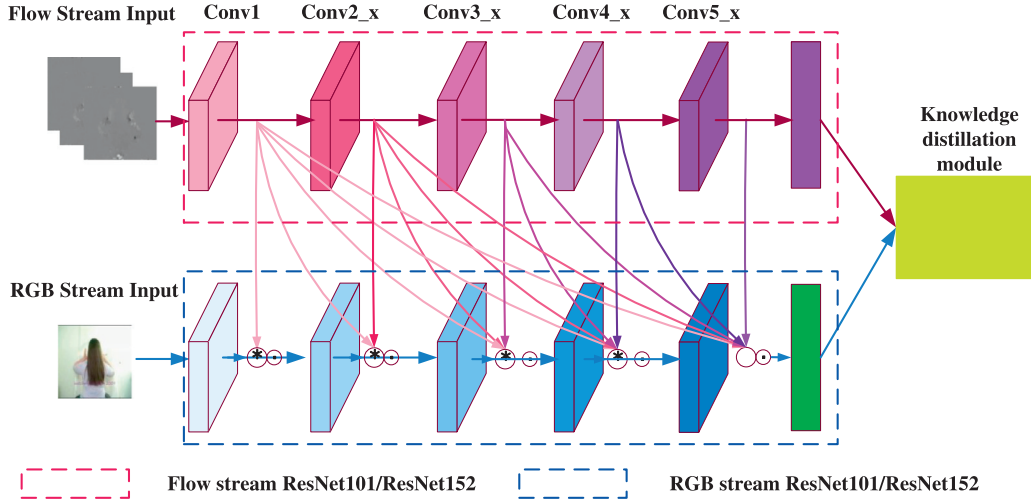 Flow Stream Input
Conv1
Conv2_x
Conv3_x
Conv4_x
Conv5_x
Knowledge
distillation
module
RGB Stream Input
* . * . * . * . .
Flow stream ResNet101/ResNet152
RGB stream ResNet101/ResNet152